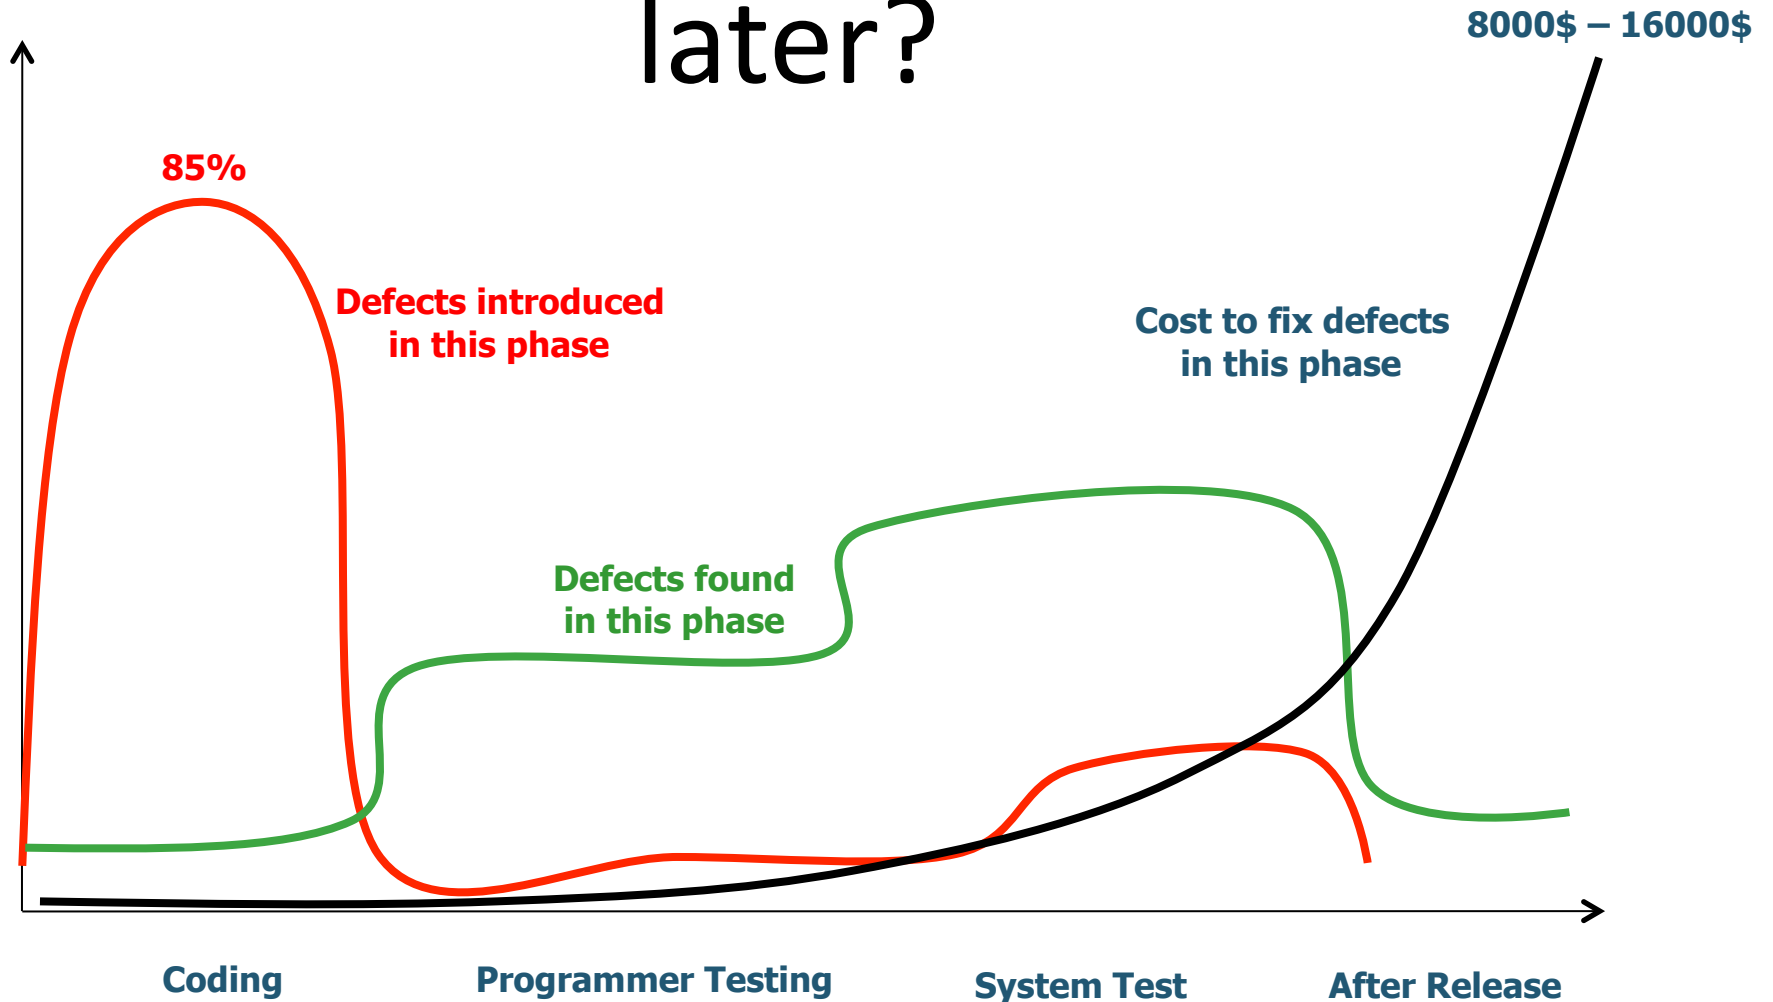 later?
8000$ – 16000$
85%
Defects introduced
in this phase
Cost to fix defects
in this phase
Defects found
in this phase
Coding
Programmer Testing
System Test
After Release